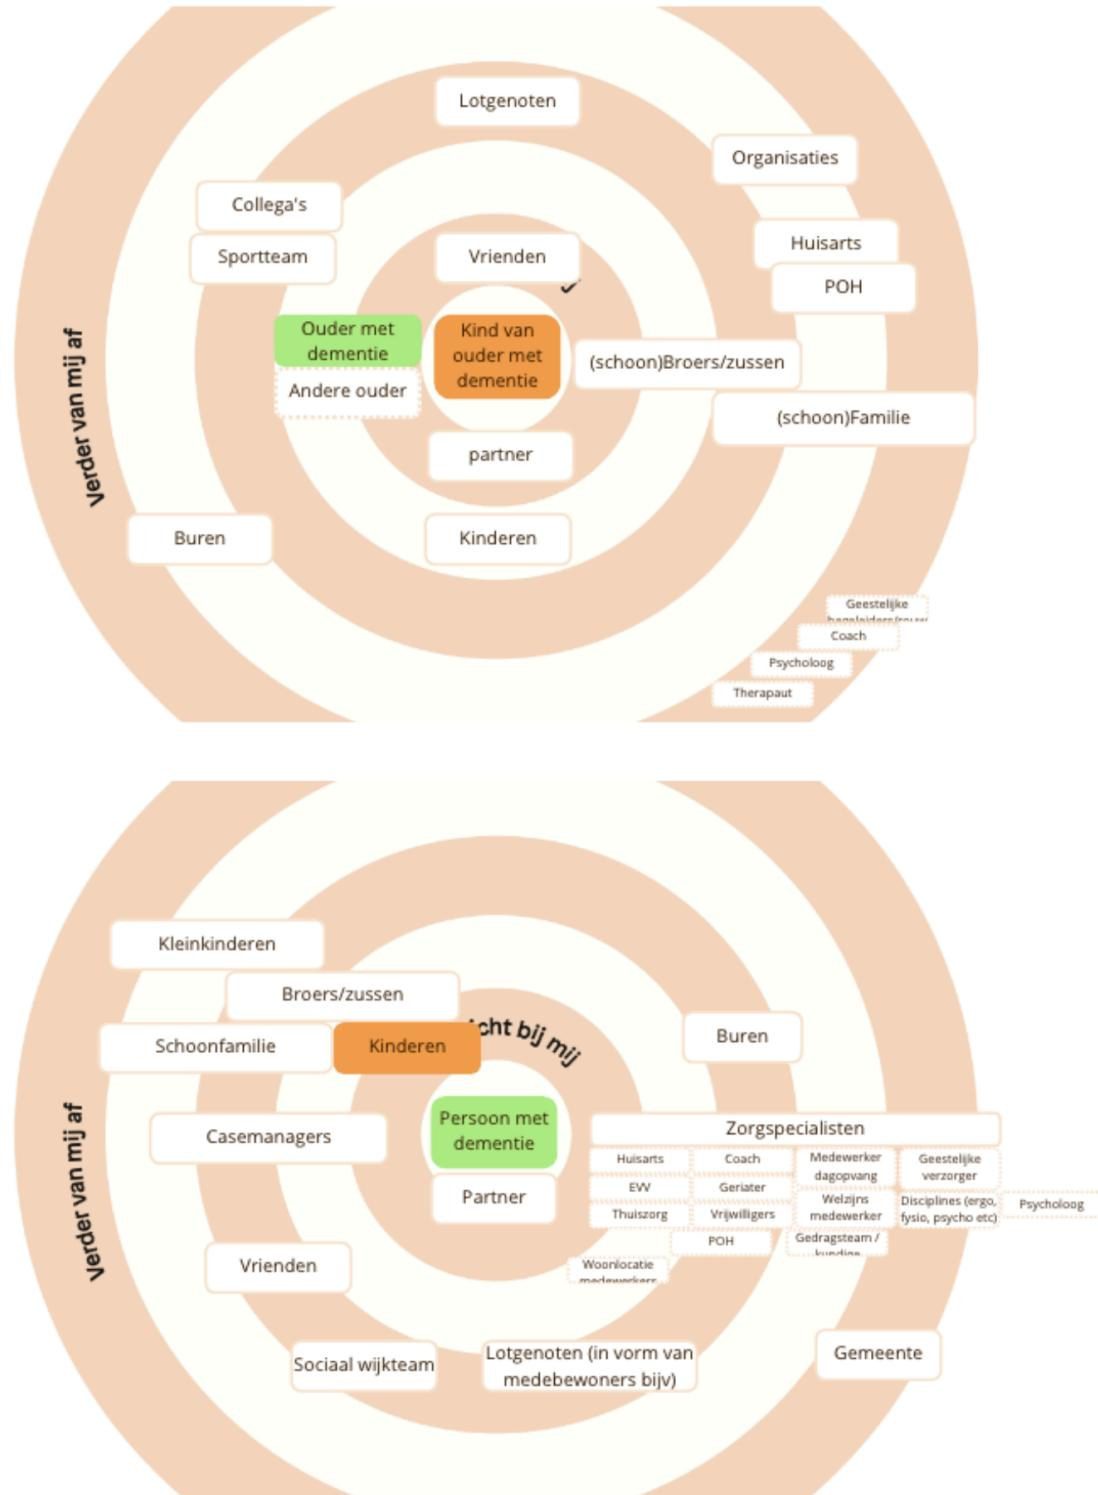 Lotgenoten
Organisaties
Collega's
Huisarts
Sportteam
Vrienden
POH
Ouder met
dementie
Kind van
ouder met
dementie
(schoon)Broers/zussen
Andere ouder
(schoon)Familie
Verder van mij af
partner
Buren
Kinderen
Geestelijke
Coach
Psycholoog
Therapaut
Kleinkinderen
Broers/zussen
Schoonfamilie
Kinderen
icht bij mij
Buren
Verder van mij af
Casemanagers
Persoon met
dementie
Partner
Zorgspecialisten
Huisarts
Coach
Medewerker
dagopvang
Geestelijke
verzorger
EVV
Geriater
Welzijns
medewerker
Disciplines (ergo,
fysio, psycho etc)
Psycholoog
Thuiszorg
Vrijwilligers
POH
Gedragsteam /
kundige
Woonlocatie
medewerkers
Vrienden
Sociaal wijkteam
Lotgenoten (in vorm van
medebewoners bijv)
Gemeente